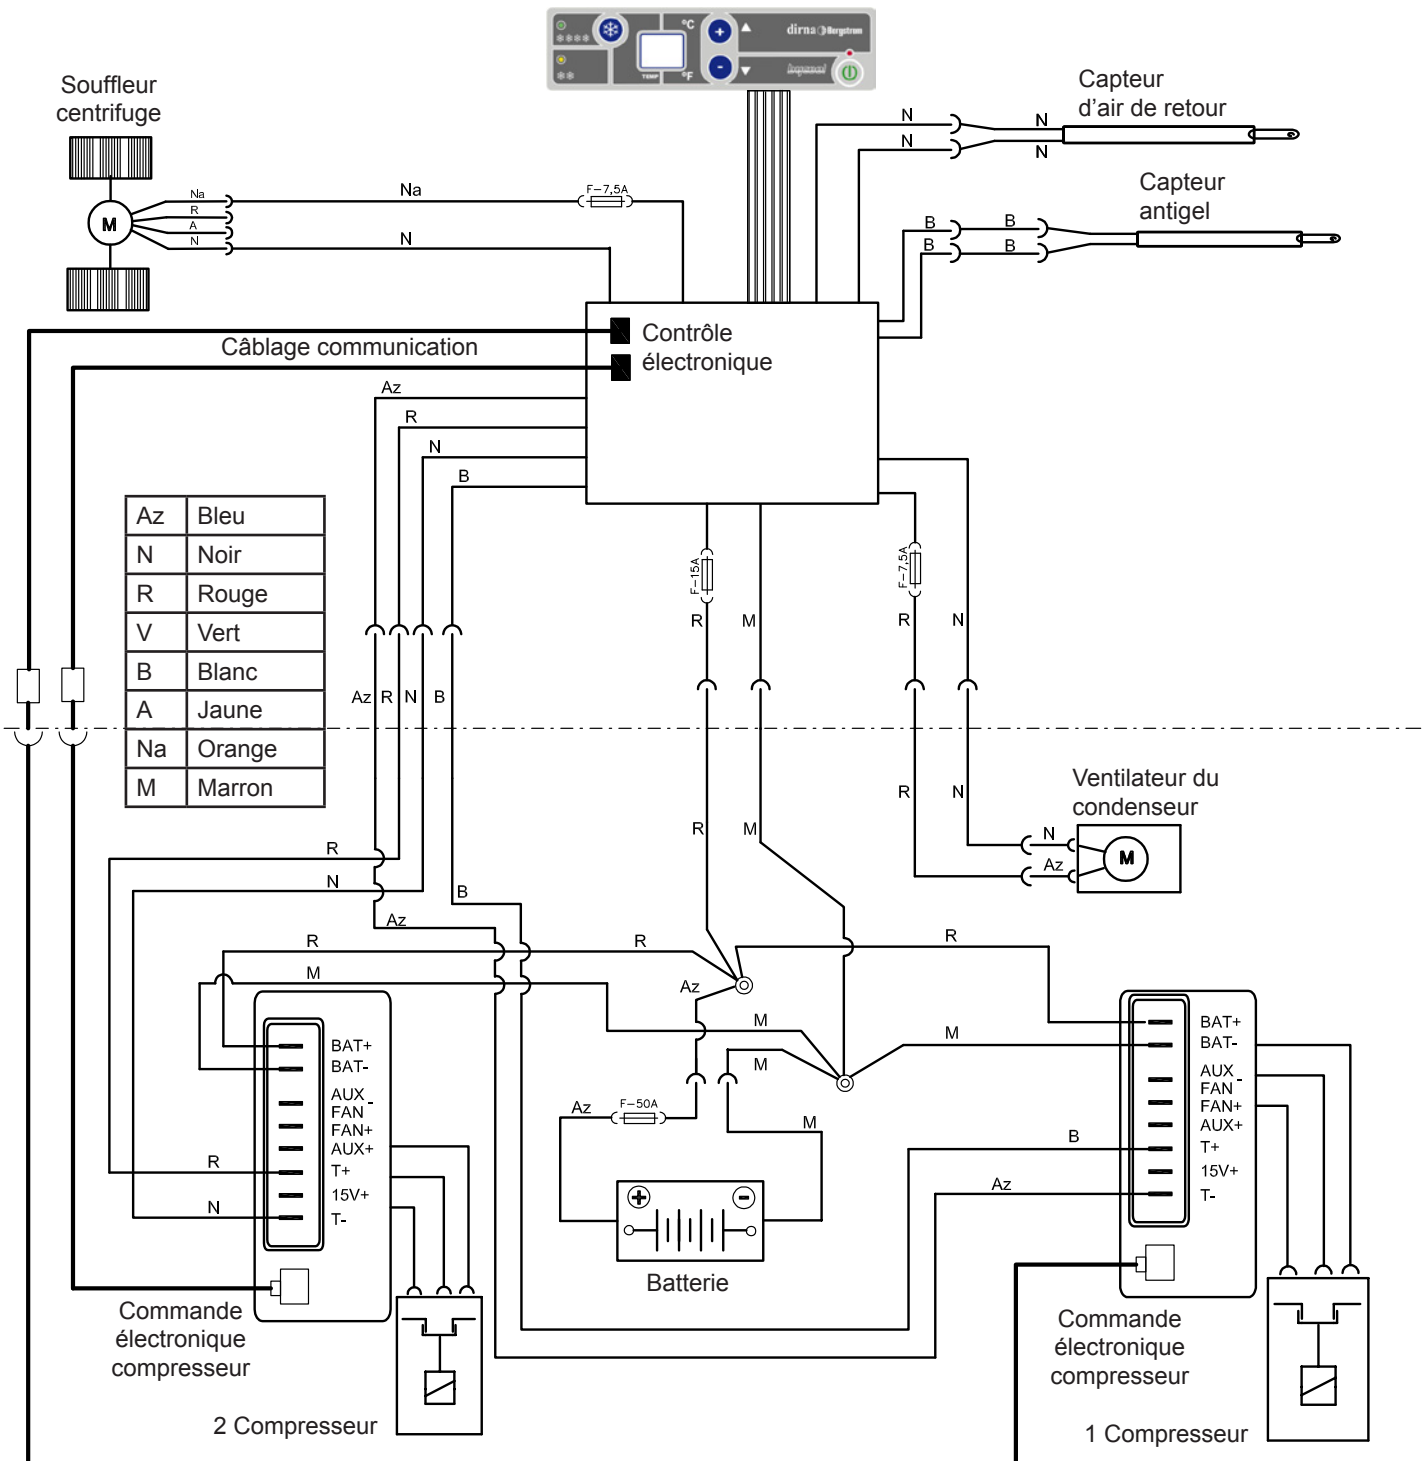 °C
°F
TEMP
+
-
dirna Bergstrom
Souffleur
centrifuge
M
Na
R
A
N
Na
N
F-7,5A
N
N
N
N
Capteur
d'air de retour
Capteur
antigel
B
B
B
B
Contrôle
électronique
Câblage communication
Az
R
N
B
Az Bleu
N Noir
R Rouge
V Vert
B Blanc
A Jaune
Na Orange
M Marron
F-15A
F-7,5A
R
M
R
N
Az
R
N
B
R
M
R
N
Ventilateur du
condenseur
N
Az
M
R
N
B
Az
R
R
R
M
Az
M
M
M
Az
F-50A
M
+
-
Batterie
BAT+
BAT-
AUX
FAN -
FAN+
AUX+
T+
15V+
T-
R
N
Commande
électronique
compresseur
2 Compresseur
BAT+
BAT-
AUX
FAN -
FAN+
AUX+
T+
15V+
T-
B
Az
Commande
électronique
compresseur
1 Compresseur